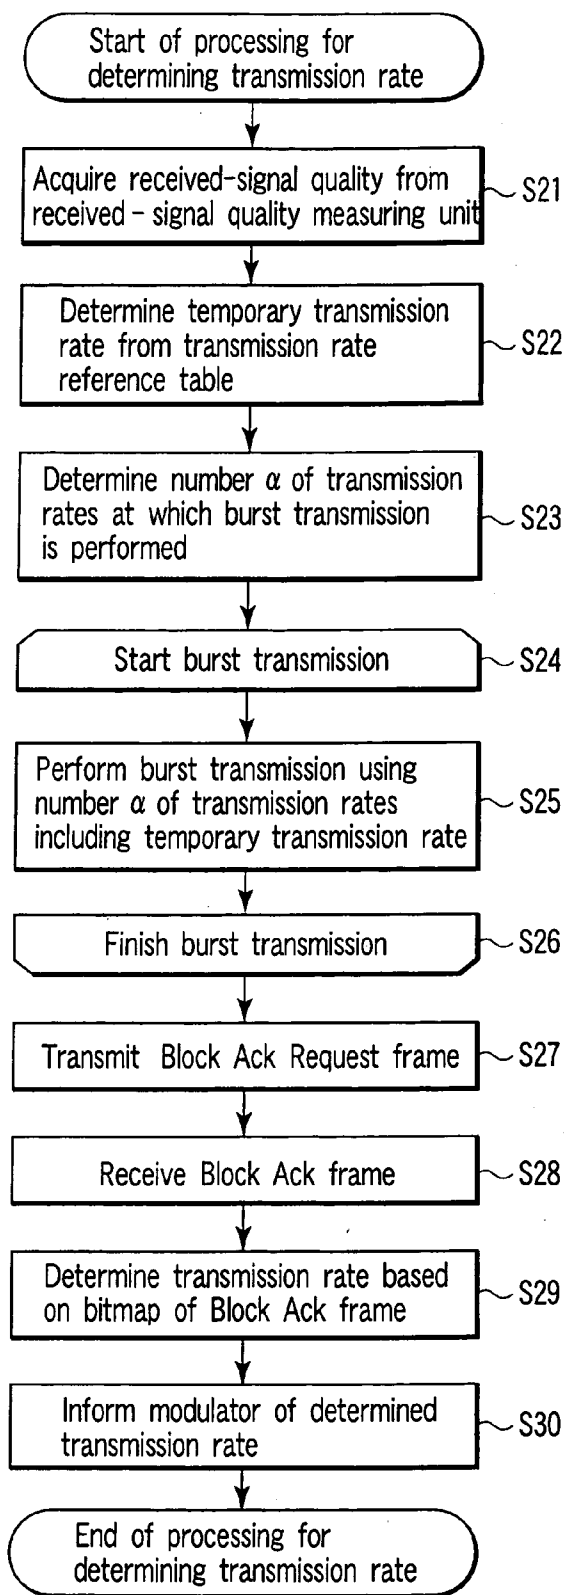 Start of processing for
determining transmission rate
Acquire received-signal quality from
received-signal quality measuring unit
S21
Determine temporary transmission
rate from transmission rate
reference table
S22
Determine number α of transmission
rates at which burst transmission
is performed
S23
Start burst transmission
S24
Perform burst transmission using
number α of transmission rates
including temporary transmission rate
S25
Finish burst transmission
S26
Transmit Block Ack Request frame
S27
Receive Block Ack frame
S28
Determine transmission rate based
on bitmap of Block Ack frame
S29
Inform modulator of determined
transmission rate
S30
End of processing for
determining transmission rate